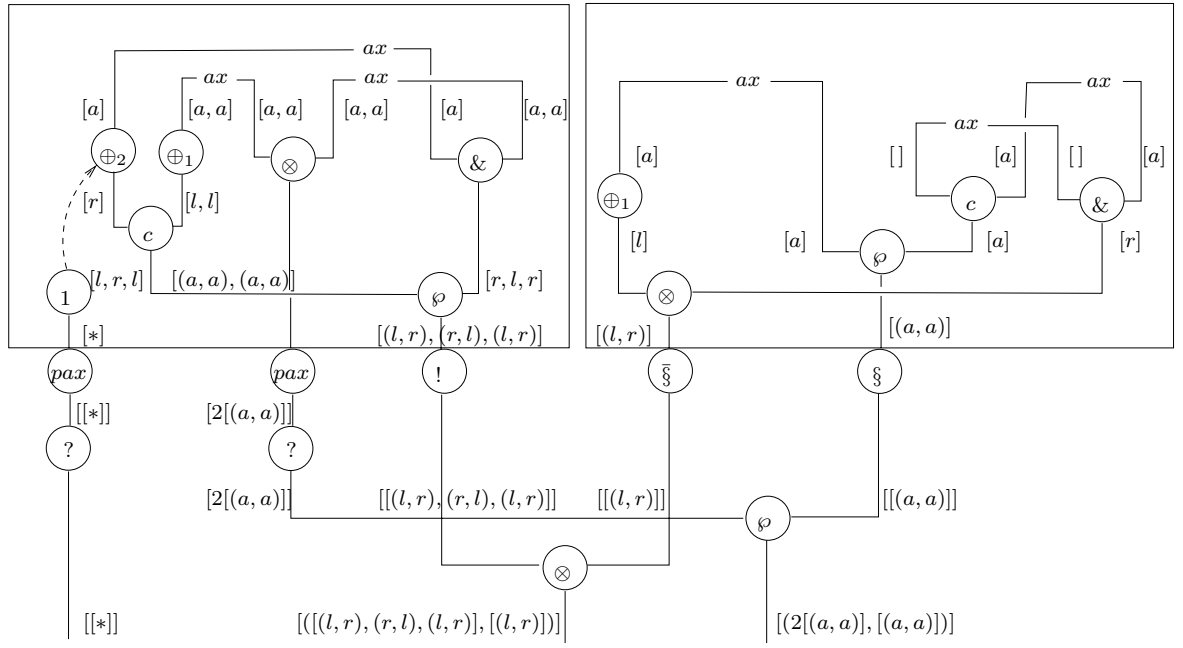 ax
ax ax ax ax
[a] [a, a] [a, a] [a, a] [a] [a, a]
ax
⊕₂ ⊕₁ ⊗ & [a] [ ] [a] [ ] [a]
[r] [l, l] ⊕₁ c &
c [l] [a] ℘ [a] [r]
[l, r, l] [(a, a), (a, a)] [r, l, r]
1 ℘ ⊗
[∗] [(l, r), (r, l), (l, r)] [(l, r)] [(a, a)]
pax pax ! §̄ §
[[∗]] [2[(a, a)]]
? ?
[2[(a, a)]] [[(l, r), (r, l), (l, r)]] [[(l, r)]] [[(a, a)]]
℘
⊗
[[∗]] [([(l, r), (r, l), (l, r)], [(l, r)])] [(2[(a, a)], [(a, a)])]